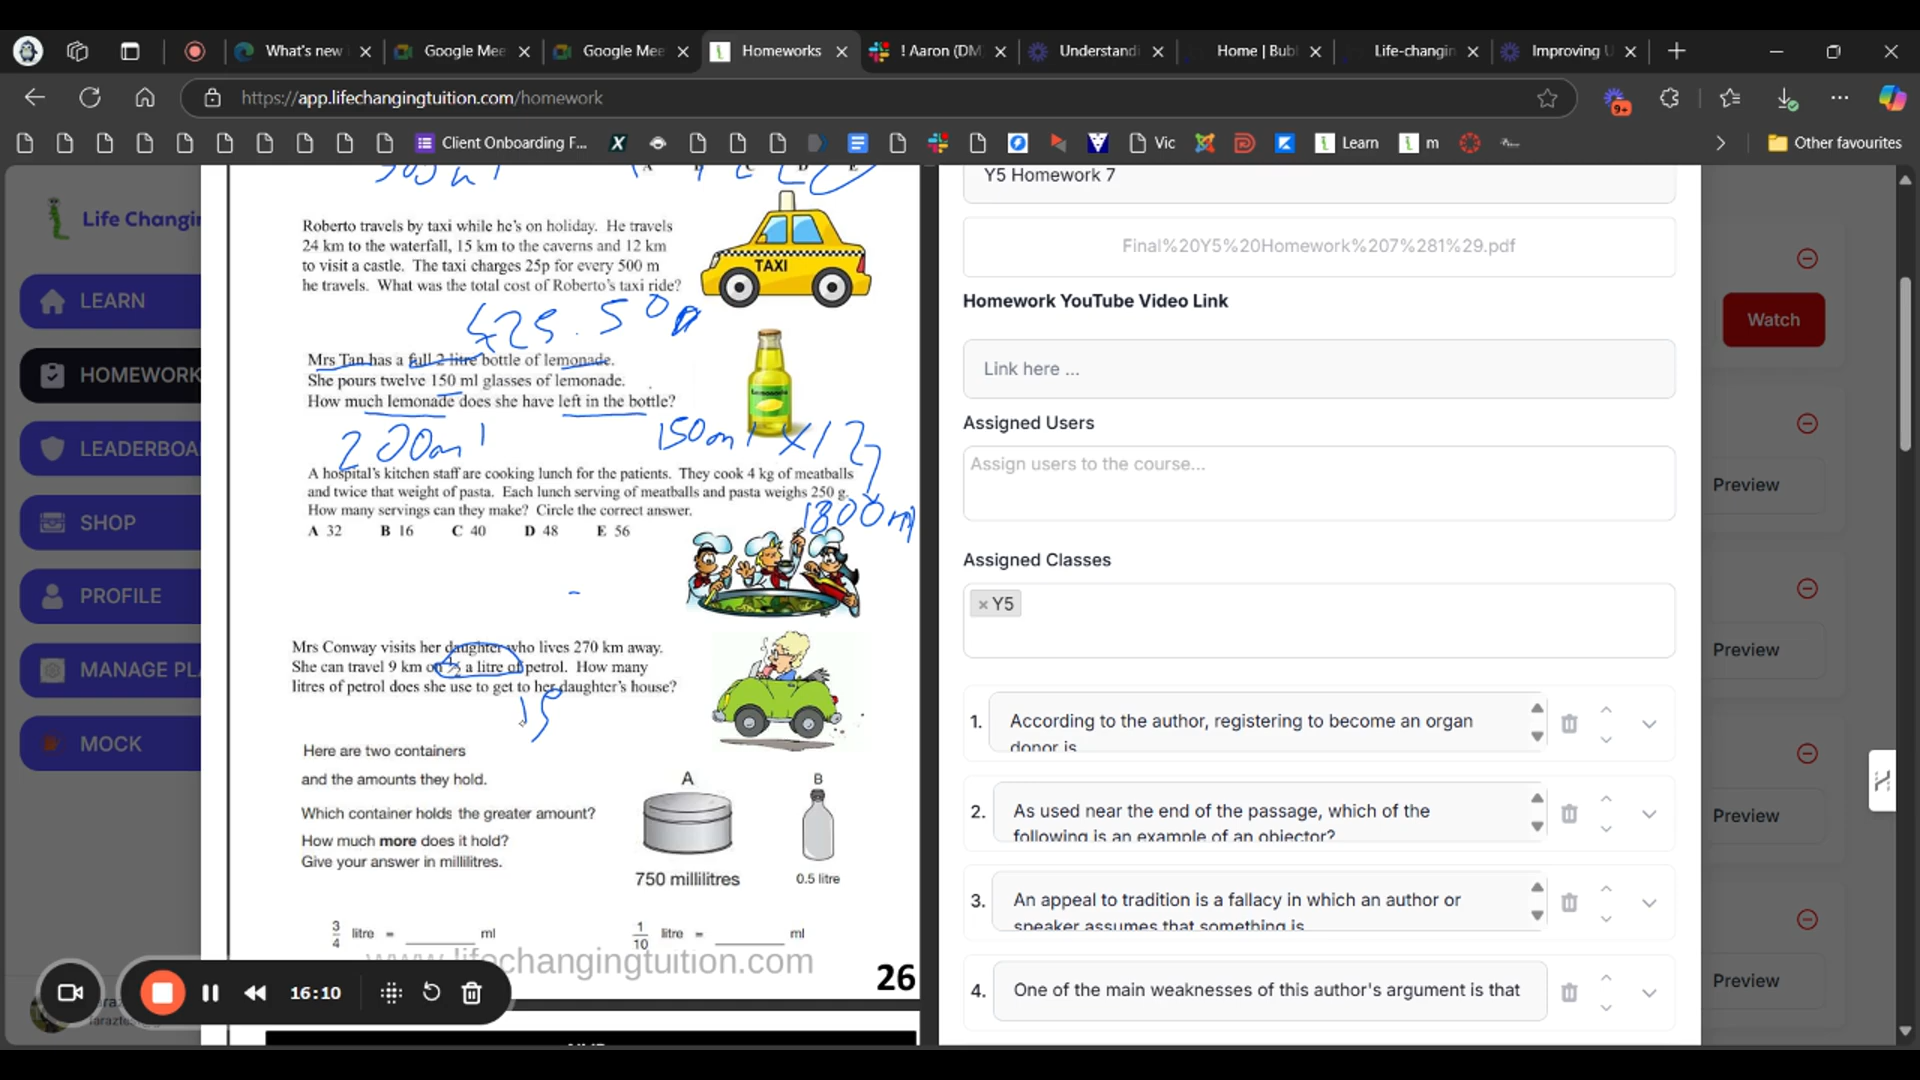 What's new
Google Mee
Google Mee
Homeworks
! Aaron (DM
Understandi
Home | Bubl
Life-changin
Improving U
https://app.lifechangingtuition.com/homework
Client Onboarding F...
Vic
Learn
m
Other favourites
9+
Life Changi
LEARN
HOMEWORK
LEADERBOA
SHOP
PROFILE
MANAGE PL
MOCK
Roberto travels by taxi while he's on holiday. He travels
24 km to the waterfall, 15 km to the caverns and 12 km
to visit a castle. The taxi charges 25p for every 500 m
he travels. What was the total cost of Roberto's taxi ride?
TAXI
£25.50p
Mrs Tan has a full 2 litre bottle of lemonade.
She pours twelve 150 ml glasses of lemonade.
How much lemonade does she have left in the bottle?
Lemonade
200ml
150ml x 12
1800ml
A hospital's kitchen staff are cooking lunch for the patients. They cook 4 kg of meatballs
and twice that weight of pasta. Each lunch serving of meatballs and pasta weighs 250 g.
How many servings can they make? Circle the correct answer.
A 32 B 16 C 40 D 48 E 56
Mrs Conway visits her daughter who lives 270 km away.
She can travel 9 km on ½ a litre of petrol. How many
litres of petrol does she use to get to her daughter's house?
15
Here are two containers
and the amounts they hold.
Which container holds the greater amount?
How much more does it hold?
Give your answer in millilitres.
A
B
750 millilitres
0.5 litre
3/4 litre = ______ ml
1/10 litre = ______ ml
www.lifechangingtuition.com
26
16:10
Y5 Homework 7
Final%20Y5%20Homework%207%281%29.pdf
Homework YouTube Video Link
Link here ...
Assigned Users
Assign users to the course...
Assigned Classes
× Y5
1. According to the author, registering to become an organ
donor is
2. As used near the end of the passage, which of the
following is an example of an objector?
3. An appeal to tradition is a fallacy in which an author or
speaker assumes that something is
4. One of the main weaknesses of this author's argument is that
Watch
Preview
Preview
Preview
Preview